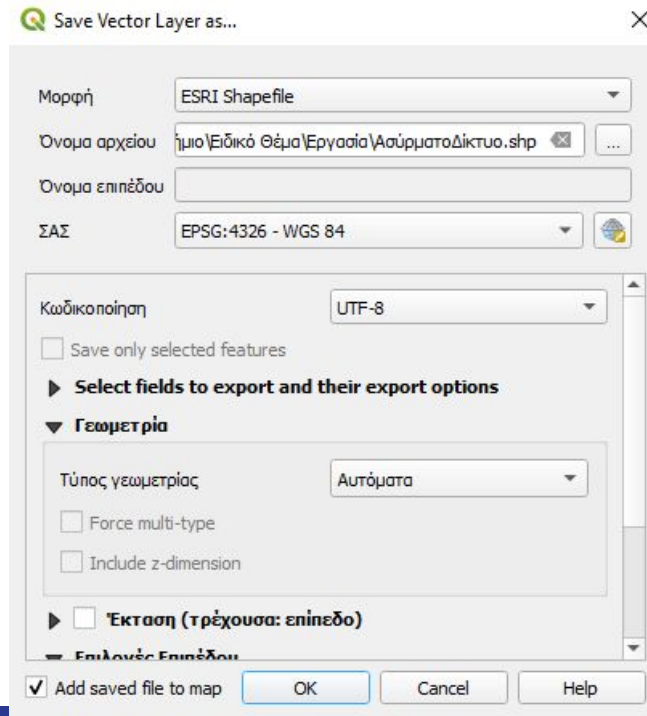 Save Vector Layer as...
Μορφή ESRI Shapefile
Όνομα αρχείου ήμιο\Ειδικό Θέμα\Εργασία\ΑσύρματοΔίκτυο.shp ...
Όνομα επιπέδου
ΣΑΣ EPSG:4326 - WGS 84
Κωδικοποίηση UTF-8
Save only selected features
Select fields to export and their export options
Γεωμετρία
Τύπος γεωμετρίας Αυτόματα
Force multi-type
Include z-dimension
Έκταση (τρέχουσα: επίπεδο)
Επιλογές Επιπέδου
Add saved file to map OK Cancel Help